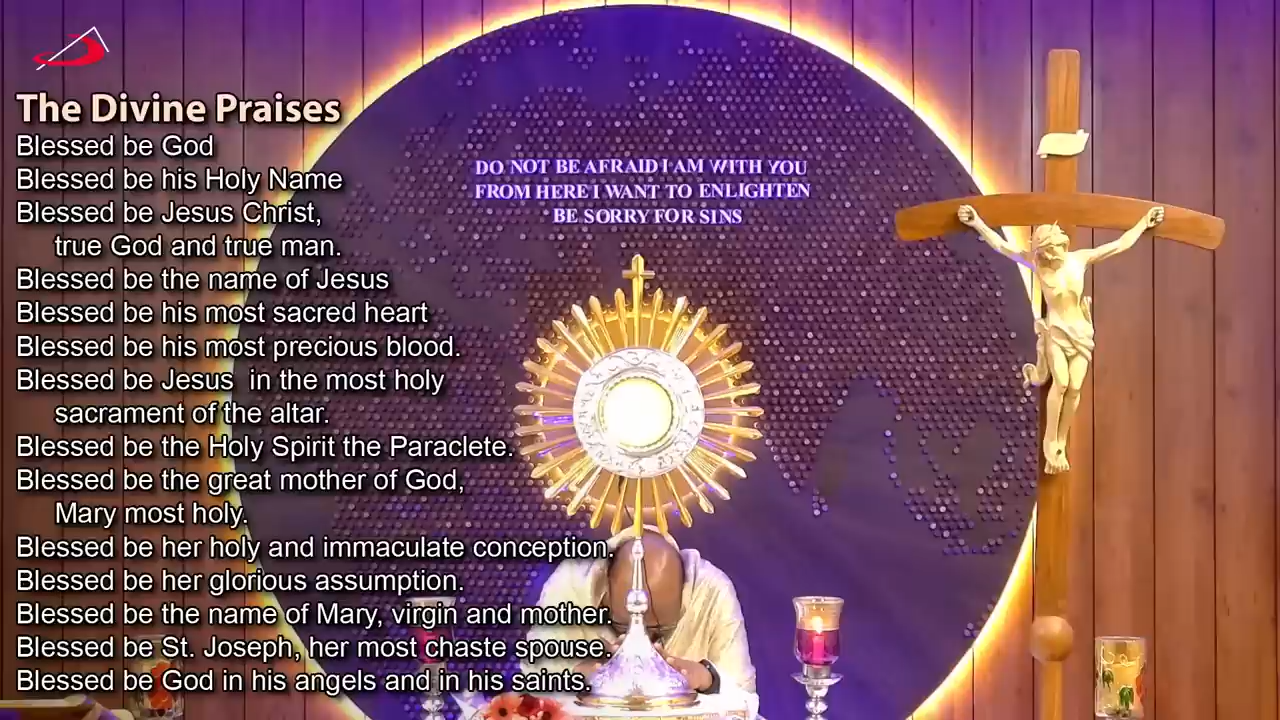 The Divine Praises
Blessed be God
Blessed be his Holy Name
Blessed be Jesus Christ,
true God and true man.
Blessed be the name of Jesus
Blessed be his most sacred heart
Blessed be his most precious blood.
Blessed be Jesus in the most holy
sacrament of the altar.
Blessed be the Holy Spirit the Paraclete.
Blessed be the great mother of God,
Mary most holy.
Blessed be her holy and immaculate conception.
Blessed be her glorious assumption.
Blessed be the name of Mary, virgin and mother.
Blessed be St. Joseph, her most chaste spouse.
Blessed be God in his angels and in his saints.
DO NOT BE AFRAID I AM WITH YOU
FROM HERE I WANT TO ENLIGHTEN
BE SORRY FOR SINS